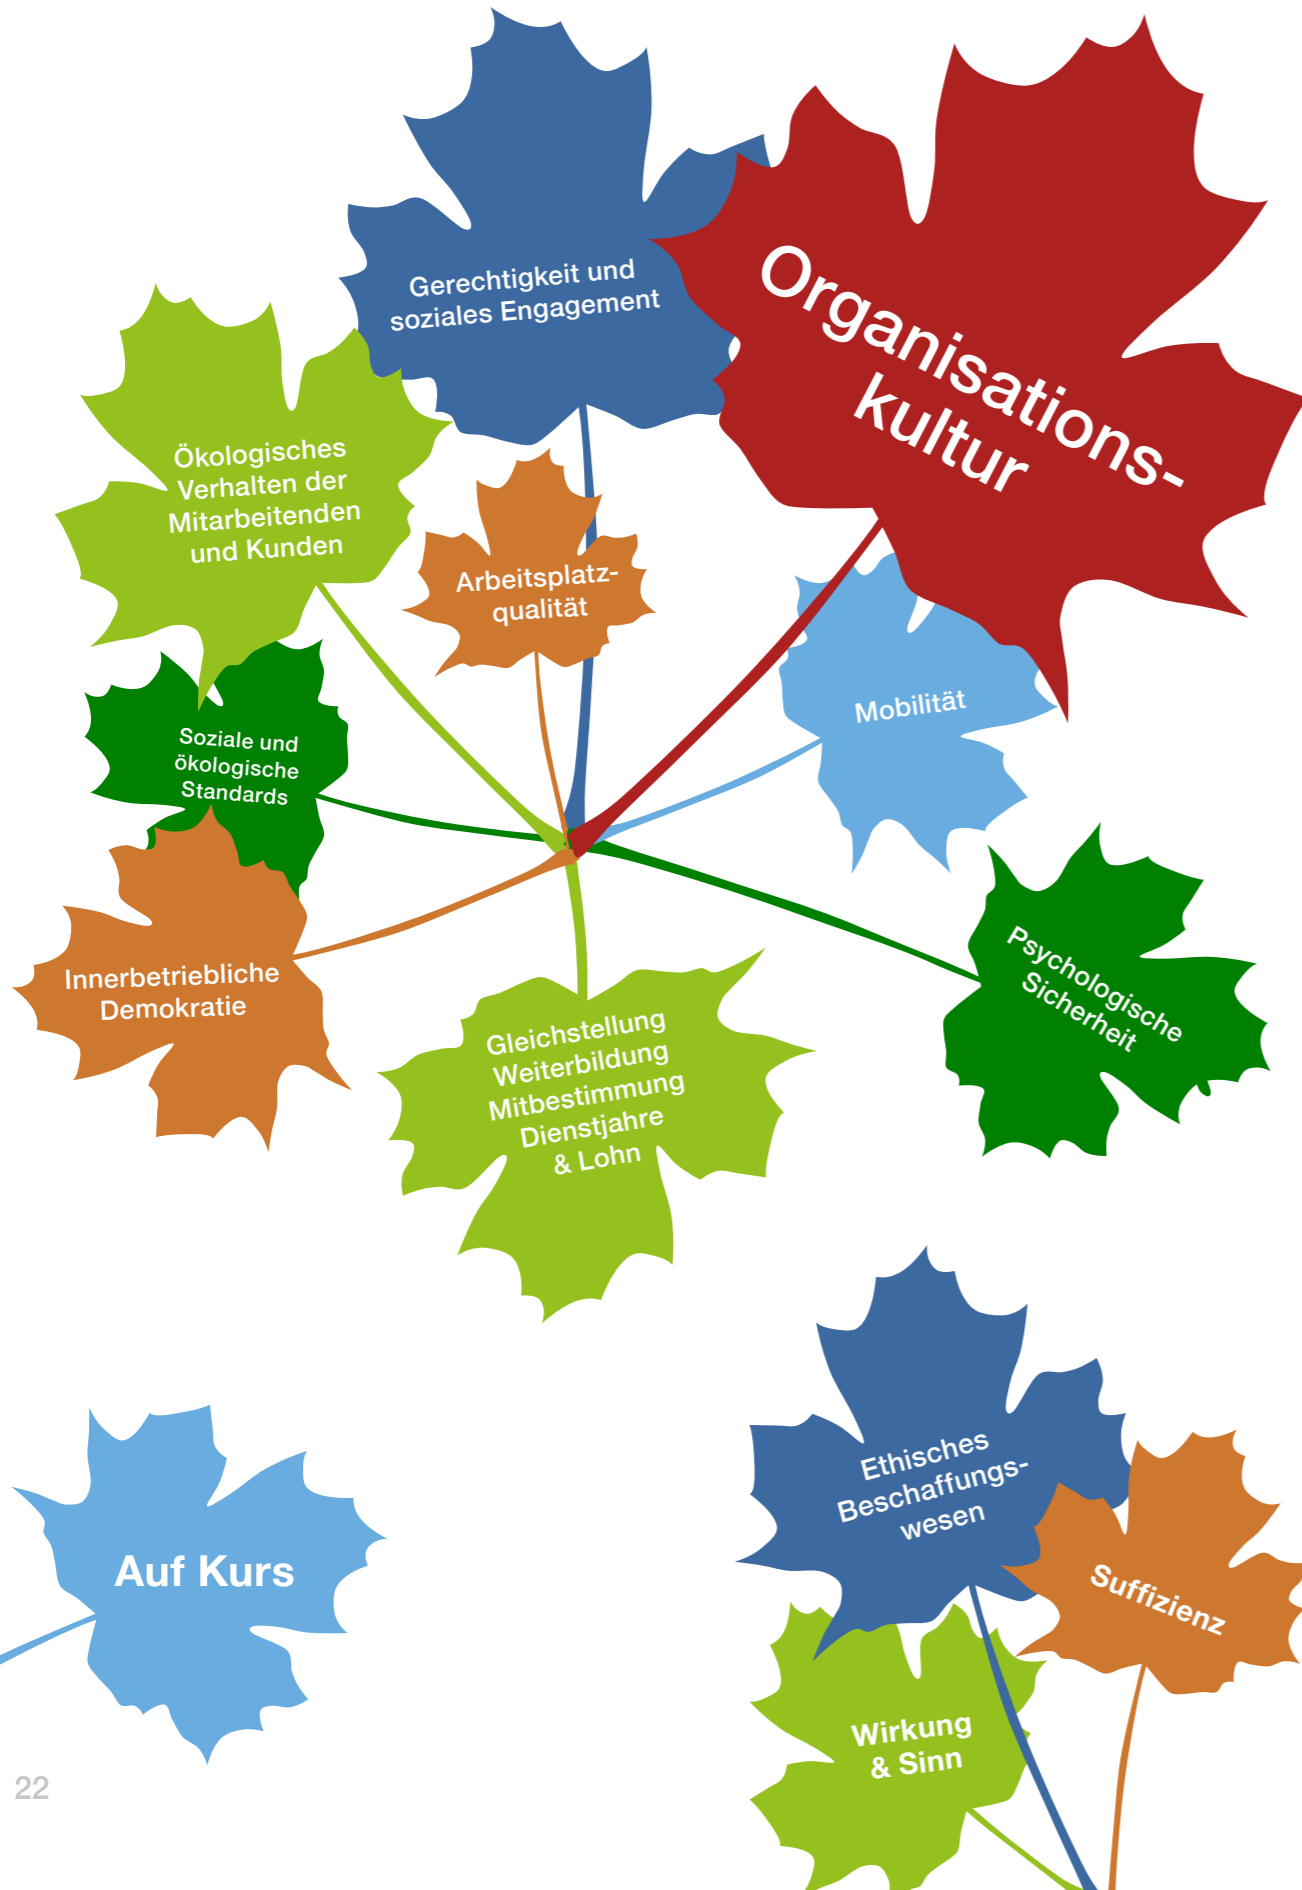 Gerechtigkeit und
soziales Engagement
Organisations-
kultur
Ökologisches
Verhalten der
Mitarbeitenden
und Kunden
Arbeitsplatz-
qualität
Mobilität
Soziale und
ökologische
Standards
Psychologische
Sicherheit
Innerbetriebliche
Demokratie
Gleichstellung
Weiterbildung
Mitbestimmung
Dienstjahre
& Lohn
Ethisches
Beschaffungs-
wesen
Auf Kurs
Suffizienz
Wirkung
& Sinn
22